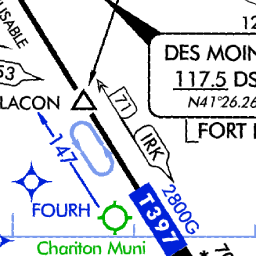 USABLE
12
DES MOIN
117.5 DS
N41°26.26
FORT
53
LACON
71
IRK
147
2800G
FOURH
T397
Chariton Muni